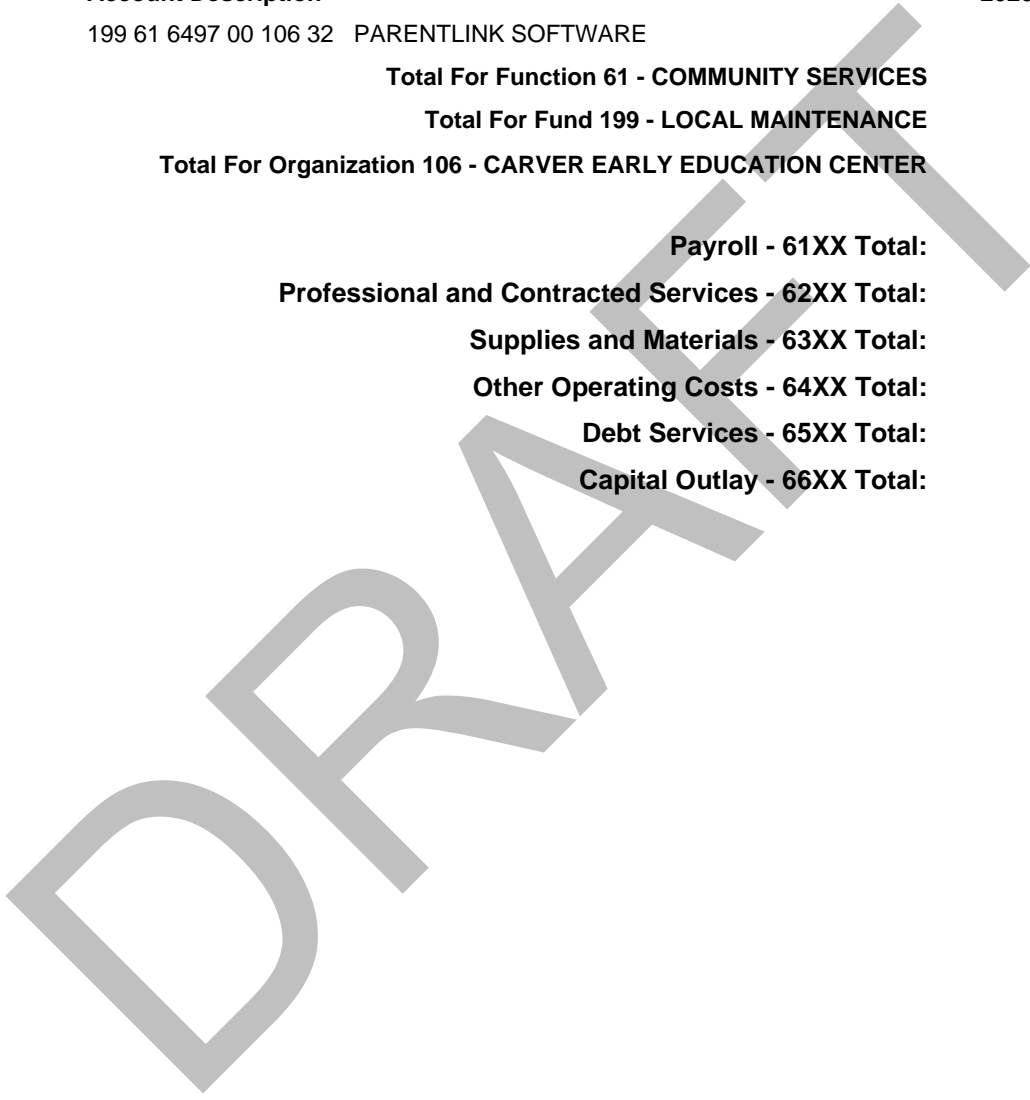 199 61 6497 00 106 32 PARENTLINK SOFTWARE
Total For Function 61 - COMMUNITY SERVICES
Total For Fund 199 - LOCAL MAINTENANCE
Total For Organization 106 - CARVER EARLY EDUCATION CENTER
Payroll - 61XX Total:
Professional and Contracted Services - 62XX Total:
Supplies and Materials - 63XX Total:
Other Operating Costs - 64XX Total:
Debt Services - 65XX Total:
Capital Outlay - 66XX Total:
DRAFT